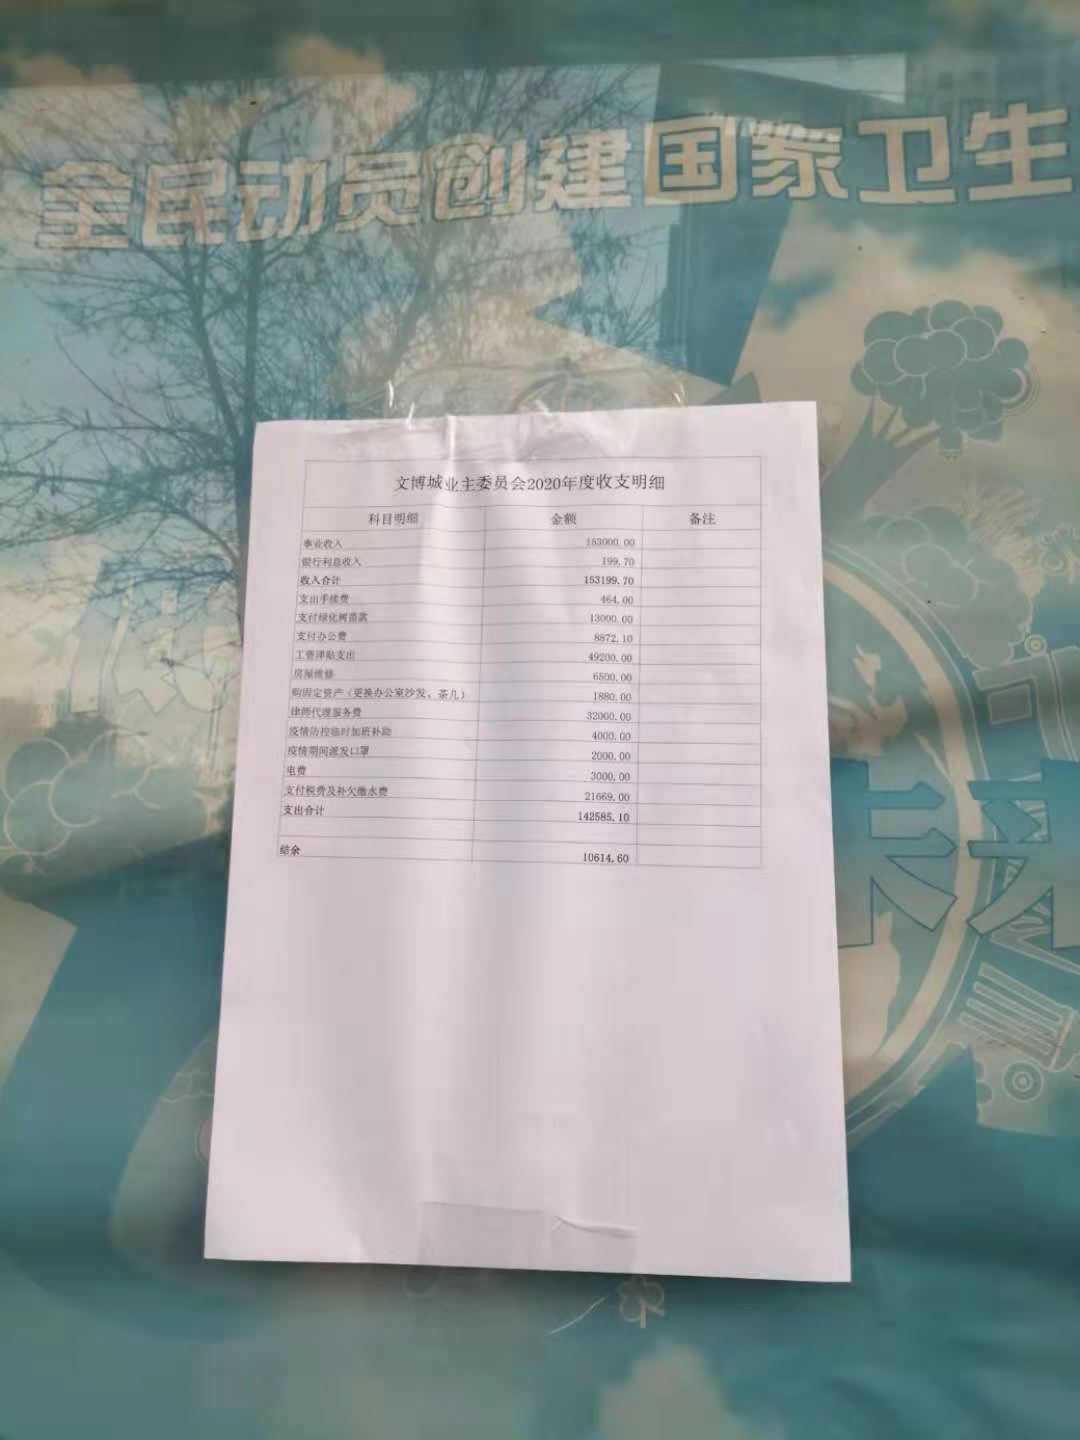 全民动员创建国家卫生
文博城业主委员会2020年度收支明细
科目明细 金额 备注
事业收入 153000.00
银行利息收入 199.70
收入合计 153199.70
支出手续费 464.00
支付绿化树苗款 13000.00
支付办公费 8872.10
工资津贴支出 49200.00
房屋维修 6500.00
购固定资产（更换办公室沙发、茶几） 1880.00
律师代理服务费 32000.00
疫情防控临时加班补助 4000.00
疫情期间派发口罩 2000.00
电费 3000.00
支付税费及补欠缴水费 21669.00
支出合计 142585.10
结余 10614.60